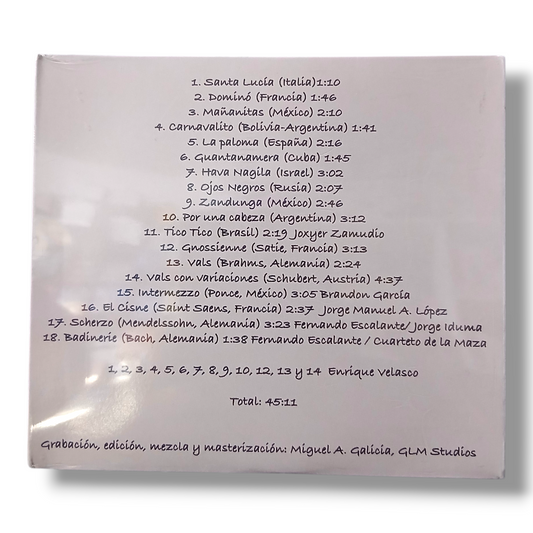 1. Santa Lucía (Italia)1:10
2. Dominó (Francia) 1:46
3. Mañanitas (México) 2:10
4. Carnavalito (Bolivia-Argentina) 1:41
5. La paloma (España) 2:16
6. Guantanamera (Cuba) 1:45
7. Hava Nagila (Israel) 3:02
8. Ojos Negros (Rusia) 2:07
9. Zandunga (México) 2:46
10. Por una cabeza (Argentina) 3:12
11. Tico Tico (Brasil) 2:19 Joxyer Zamudio
12. Gnossienne (Satie, Francia) 3:13
13. Vals (Brahms, Alemania) 2:24
14. Vals con variaciones (Schubert, Austria) 4:37
15. Intermezzo (Ponce, México) 3:05 Brandon García
16. El Cisne (Saint Saens, Francia) 2:37 Jorge Manuel A. López
17. Scherzo (Mendelssohn, Alemania) 3:23 Fernando Escalante/ Jorge Iduma
18. Badinerie (Bach, Alemania) 1:38 Fernando Escalante / Cuarteto de la Maza
1, 2, 3, 4, 5, 6, 7, 8, 9, 10, 12, 13 y 14 Enrique Velasco
Total: 45:11
Grabación, edición, mezcla y masterización: Miguel A. Galicia, GLM Studios